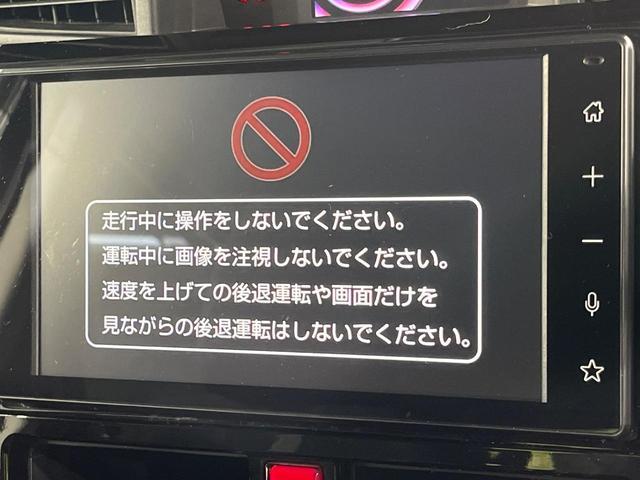 走行中に操作をしないでください。
運転中に画像を注視しないでください。
速度を上げての後退運転や画面だけを
見ながらの後退運転はしないでください。